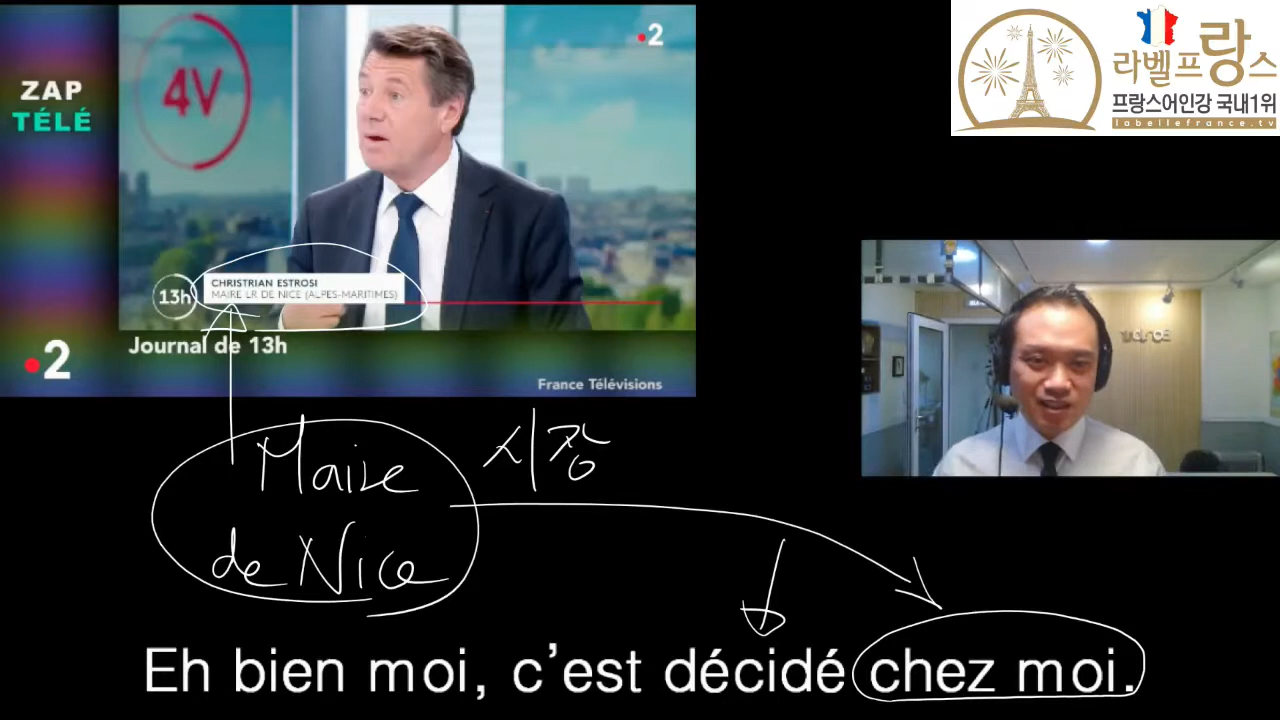 ZAP
TÉLÉ
4V
2
13h
CHRISTRIAN ESTROSI
MAIRE LR DE NICE (ALPES-MARITIMES)
2
Journal de 13h
France Télévisions
라벨프랑스
프랑스어인강 국내1위
labellefrance.tv
Maire
de Nice
시장
Eh bien moi, c'est décidé chez moi.